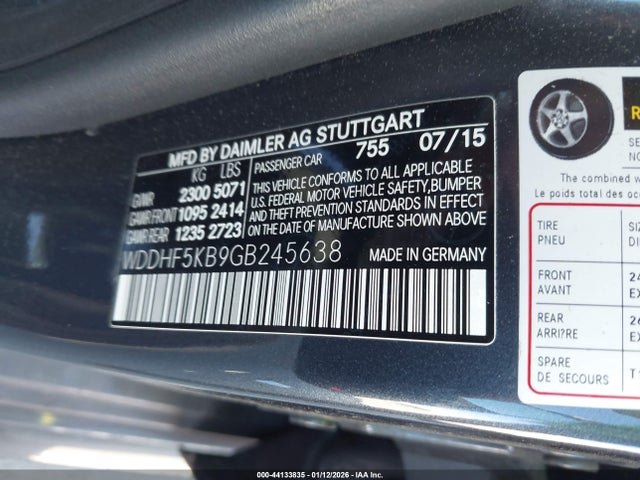 MFD BY DAIMLER AG STUTTGART
KG LBS
GVWR 2300 5071
GAWR FRONT 1095 2414
GAWR REAR 1235 2723
PASSENGER CAR 755 07/15
THIS VEHICLE CONFORMS TO ALL APPLICABLE
U.S. FEDERAL MOTOR VEHICLE SAFETY, BUMPER
AND THEFT PREVENTION STANDARDS IN EFFECT
ON THE DATE OF MANUFACTURE SHOWN ABOVE.
WDDHF5KB9GB245638 MADE IN GERMANY
The combined w
Le poids total des oc
TIRE
PNEU
FRONT
AVANT
REAR
ARRI?RE
SPARE
DE SECOURS
000-44133835 - 01/12/2026 - IAA Inc.